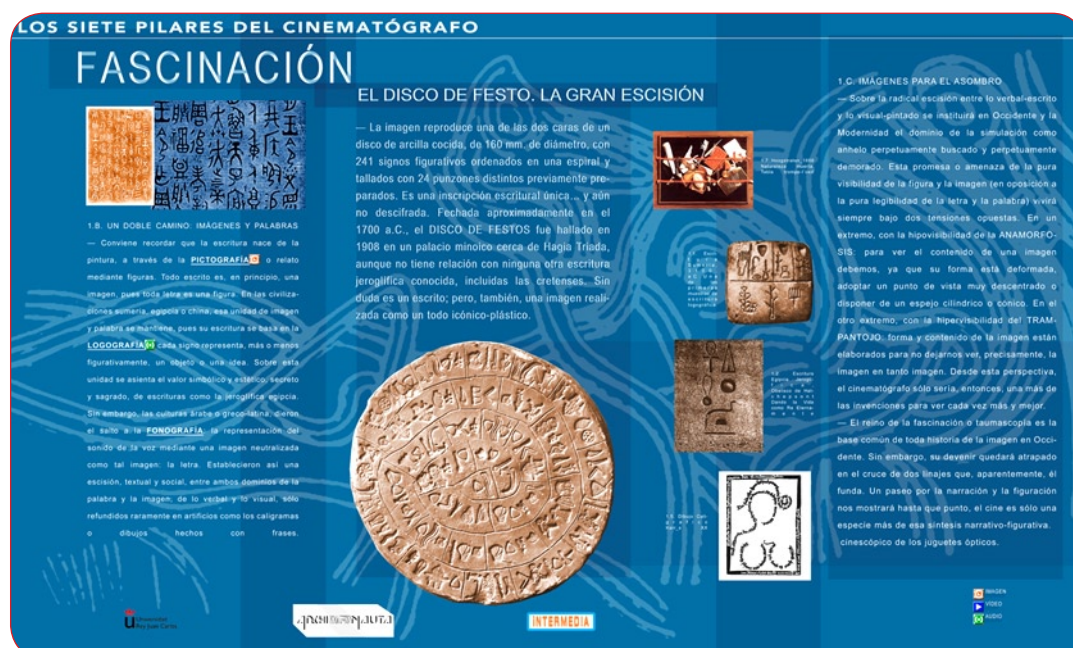 LOS SIETE PILARES DEL CINEMATÓGRAFO
FASCINACIÓN
1.B. UN DOBLE CAMINO: IMÁGENES Y PALABRAS
— Conviene recordar que la escritura nace de la
pintura, a través de la PICTOGRAFÍA o relato
mediante figuras. Todo escrito es, en principio, una
imagen, pues toda letra es una figura. En las civiliza-
ciones sumeria, egipcia o china, esa unidad de imagen
y palabra se mantiene, pues su escritura se basa en la
LOGOGRAFÍA cada signo representa, más o menos
figurativamente, un objeto o una idea. Sobre esta
unidad se asienta el valor simbólico y estético, secreto
y sagrado, de escrituras como la jeroglífica egipcia.
Sin embargo, las culturas árabe o greco-latina, dieron
el salto a la FONOGRAFÍA: la representación del
sonido de la voz mediante una imagen neutralizada
como tal imagen: la letra. Establecieron así una
escisión, textual y social, entre ambos dominios de la
palabra y la imagen, de lo verbal y lo visual, sólo
refundidos raramente en artificios como los caligramas
o dibujos hechos con frases.
EL DISCO DE FESTO. LA GRAN ESCISIÓN
— La imagen reproduce una de las dos caras de un
disco de arcilla cocida, de 160 mm. de diámetro, con
241 signos figurativos ordenados en una espiral y
tallados con 24 punzones distintos previamente pre-
parados. Es una inscripción escritural única... y aún
no descifrada. Fechada aproximadamente en el
1700 a.C., el DISCO DE FESTOS fue hallado en
1908 en un palacio minoico cerca de Hagia Triada,
aunque no tiene relación con ninguna otra escritura
jeroglífica conocida, incluidas las cretenses. Sin
duda es un escrito; pero, también, una imagen reali-
zada como un todo icónico-plástico.
1.C. IMÁGENES PARA EL ASOMBRO
— Sobre la radical escisión entre lo verbal-escrito
y lo visual-pintado se instituirá en Occidente y la
Modernidad el dominio de la simulación como
anhelo perpetuamente buscado y perpetuamente
demorado. Esta promesa o amenaza de la pura
visibilidad de la figura y la imagen (en oposición a
la pura legibilidad de la letra y la palabra) vivirá
siempre bajo dos tensiones opuestas. En un
extremo, con la hipovisibilidad de la ANAMORFO-
SIS: para ver el contenido de una imagen
debemos, ya que su forma está deformada,
adoptar un punto de vista muy descentrado o
disponer de un espejo cilíndrico o cónico. En el
otro extremo, con la hipervisibilidad del TRAM-
PANTOJO: forma y contenido de la imagen están
elaborados para no dejarnos ver, precisamente, la
imagen en tanto imagen. Desde esta perspectiva,
el cinematógrafo sólo sería, entonces, una más de
las invenciones para ver cada vez más y mejor.
— El reino de la fascinación o taumascopia es la
base común de toda historia de la imagen en Occi-
dente. Sin embargo, su devenir quedará atrapado
en el cruce de dos linajes que, aparentemente, él
funda. Un paseo por la narración y la figuración
nos mostrará hasta que punto, el cine es sólo una
especie más de esa síntesis narrativo-figurativa.
cinescópico de los juguetes ópticos.
Universidad
Rey Juan Carlos
INTERMEDIA
IMAGEN
VÍDEO
AUDIO